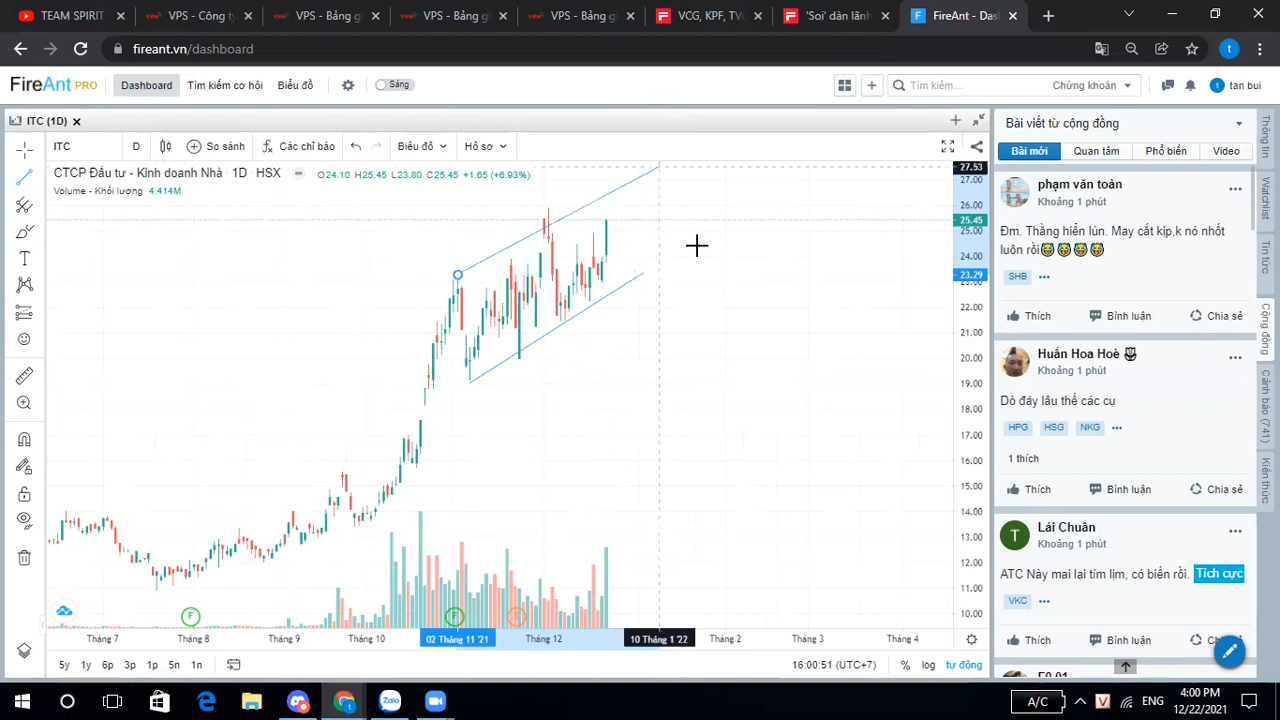 TEAM SPIRIT
VPS - Công ty
VPS - Bảng g
VPS - Bảng g
VPS - Bảng g
VCG, KPF, TV
'Soi' dàn lãnh
FireAnt - Das
fireant.vn/dashboard
t
FireAnt PRO
Dashboard
Tìm kiếm cơ hội
Biểu đồ
Sáng
Tìm kiếm...
Chứng khoán
t
tan bui
ITC (1D)
ITC
D
So sánh
Các chỉ báo
Biểu đồ
Hồ sơ
CTCP Đầu tư - Kinh doanh Nhà · 1D · HSX
O24.10 H25.45 L23.80 C25.45 +1.65 (+6.93%)
Volume - Khối lượng 4.414M
27.53
27.00
26.00
25.45
25.00
24.00
23.29
23.00
22.00
21.00
20.00
19.00
18.00
17.00
16.00
15.00
14.00
13.00
12.00
11.00
10.00
F
F
Tháng 7
Tháng 8
Tháng 9
Tháng 10
02 Tháng 11 '21
Tháng 12
10 Tháng 1 '22
Tháng 2
Tháng 3
Tháng 4
5y
1y
6p
3p
1p
5n
1n
16:00:51 (UTC+7)
%
log
tự động
Bài viết từ cộng đồng
Bài mới
Quan tâm
Phổ biến
Video
phạm văn toản
Khoảng 1 phút
Đm. Thằng hiển lùn. May cắt kịp,k nó nhất
luôn rồi
SHB
Thích
Bình luận
Chia sẻ
Huấn Hoa Hoè
Khoảng 1 phút
Dò đáy lâu thế các cụ
HPG
HSG
NKG
1 thích
Thích
Bình luận
Chia sẻ
T
Lái Chuẩn
Khoảng 1 phút
ATC Này mai lại tím lịm, có biến rồi. Tích cực
VKC
Thích
Bình luận
Chia sẻ
Thông tin
Watchlist
Tin tức
Cộng đồng
Cảnh báo (741)
Kiến thức
A/C
V
ENG
4:00 PM
12/22/2021
Zalo